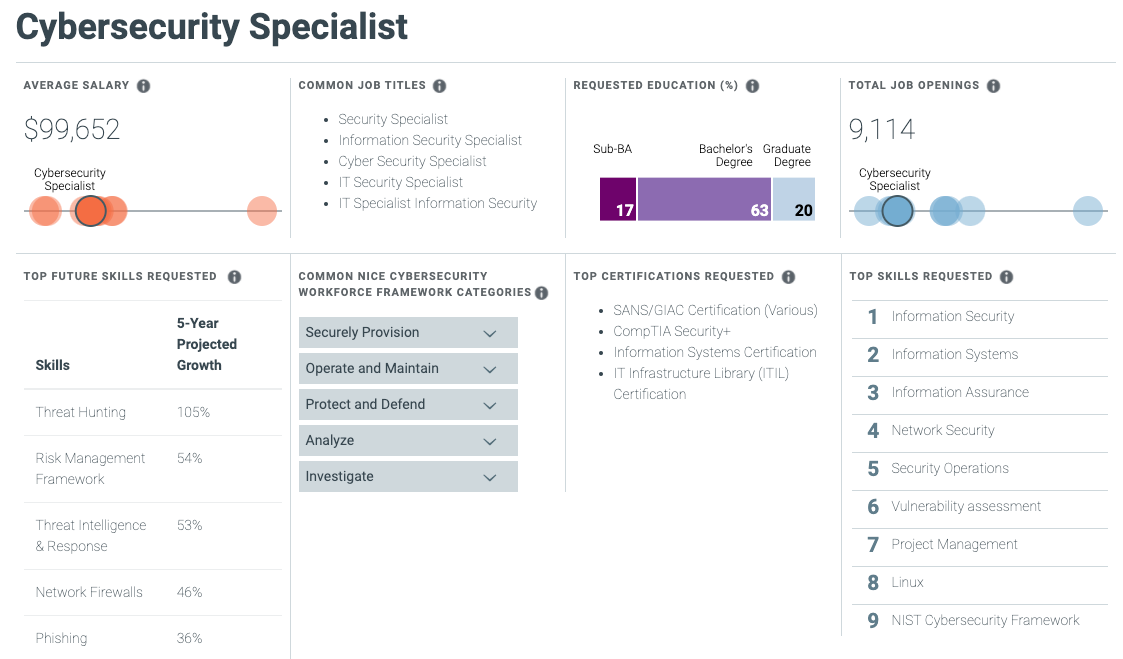 Cybersecurity Specialist
AVERAGE SALARY
$99,652
Cybersecurity
Specialist
COMMON JOB TITLES
Security Specialist
Information Security Specialist
Cyber Security Specialist
IT Security Specialist
IT Specialist Information Security
REQUESTED EDUCATION (%)
Sub-BA
Bachelor's
Degree
Graduate
Degree
17
63
20
TOTAL JOB OPENINGS
9,114
Cybersecurity
Specialist
TOP FUTURE SKILLS REQUESTED
Skills
5-Year
Projected
Growth
Threat Hunting 105%
Risk Management 54%
Framework
Threat Intelligence 53%
& Response
Network Firewalls 46%
Phishing 36%
COMMON NICE CYBERSECURITY
WORKFORCE FRAMEWORK CATEGORIES
Securely Provision
Operate and Maintain
Protect and Defend
Analyze
Investigate
TOP CERTIFICATIONS REQUESTED
SANS/GIAC Certification (Various)
CompTIA Security+
Information Systems Certification
IT Infrastructure Library (ITIL)
Certification
TOP SKILLS REQUESTED
1 Information Security
2 Information Systems
3 Information Assurance
4 Network Security
5 Security Operations
6 Vulnerability assessment
7 Project Management
8 Linux
9 NIST Cybersecurity Framework